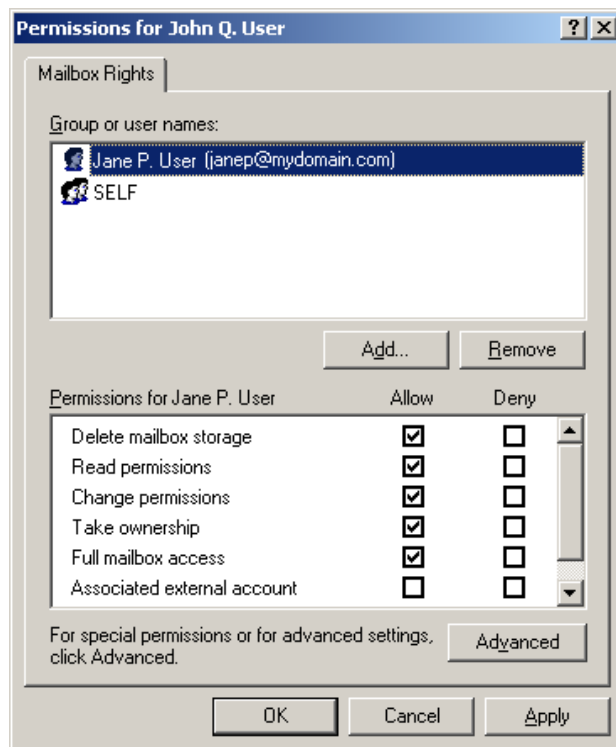 Permissions for John Q. User
Mailbox Rights
Group or user names:
Jane P. User (janep@mydomain.com)
SELF
Add... Remove
Permissions for Jane P. User Allow Deny
Delete mailbox storage
Read permissions
Change permissions
Take ownership
Full mailbox access
Associated external account
For special permissions or for advanced settings,
click Advanced.
Advanced
OK Cancel Apply